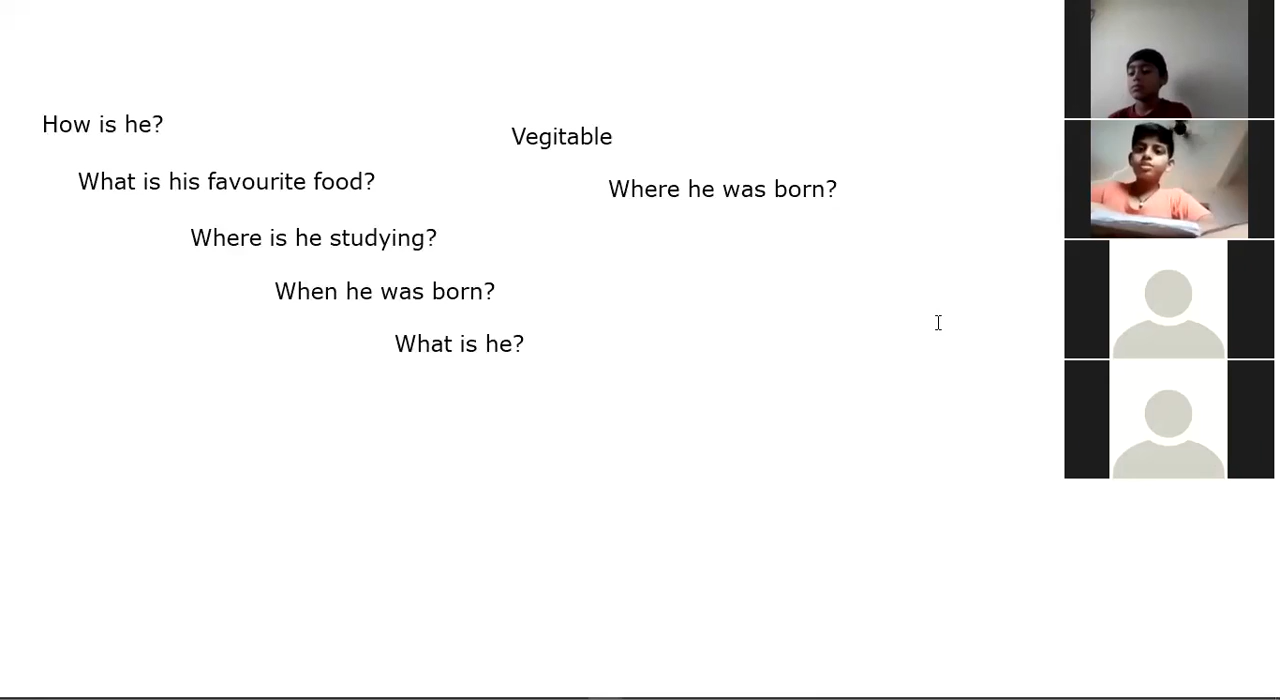 How is he?
Vegitable
What is his favourite food?
Where he was born?
Where is he studying?
When he was born?
What is he?